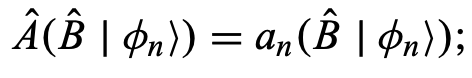 Â(B̂ | ϕₙ⟩) = aₙ(B̂ | ϕₙ⟩);